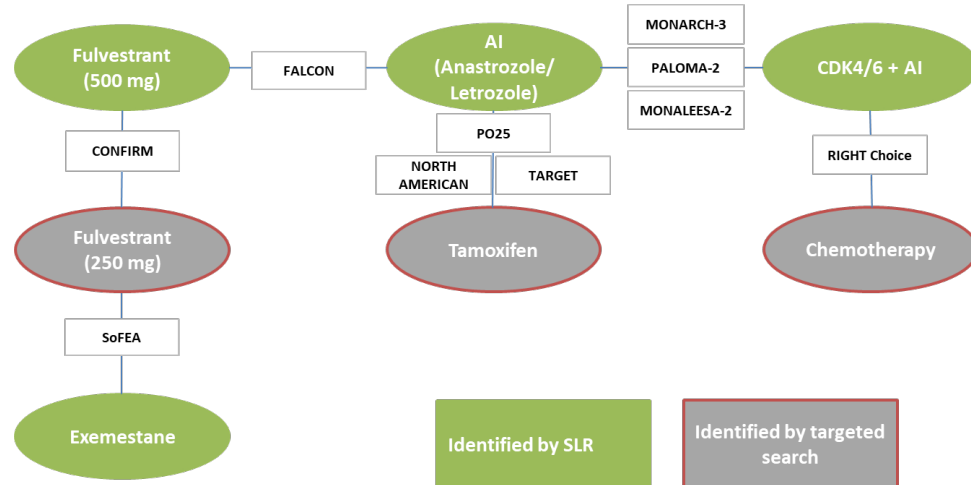 Fulvestrant
(500 mg)
FALCON
AI
(Anastrozole/
Letrozole)
MONARCH-3
PALOMA-2
MONALEESA-2
CDK4/6 + AI
CONFIRM
PO25
NORTH
AMERICAN
TARGET
RIGHT Choice
Fulvestrant
(250 mg)
Tamoxifen
Chemotherapy
SoFEA
Exemestane
Identified by SLR
Identified by targeted
search